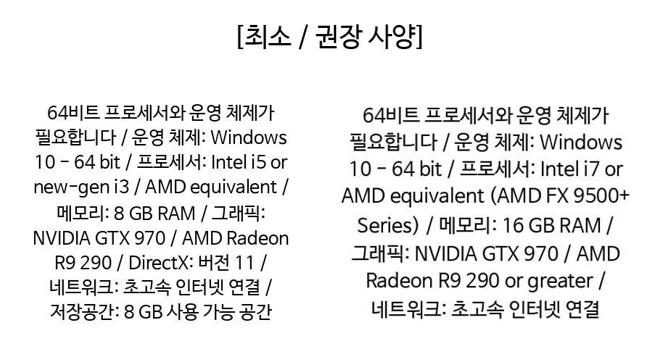 [최소 / 권장 사양]
64비트 프로세서와 운영 체제가
필요합니다 / 운영 체제: Windows
10 - 64 bit / 프로세서: Intel i5 or
new-gen i3 / AMD equivalent /
메모리: 8 GB RAM / 그래픽:
NVIDIA GTX 970 / AMD Radeon
R9 290 / DirectX: 버전 11 /
네트워크: 초고속 인터넷 연결 /
저장공간: 8 GB 사용 가능 공간
64비트 프로세서와 운영 체제가
필요합니다 / 운영 체제: Windows
10 - 64 bit / 프로세서: Intel i7 or
AMD equivalent (AMD FX 9500+
Series) / 메모리: 16 GB RAM /
그래픽: NVIDIA GTX 970 / AMD
Radeon R9 290 or greater /
네트워크: 초고속 인터넷 연결